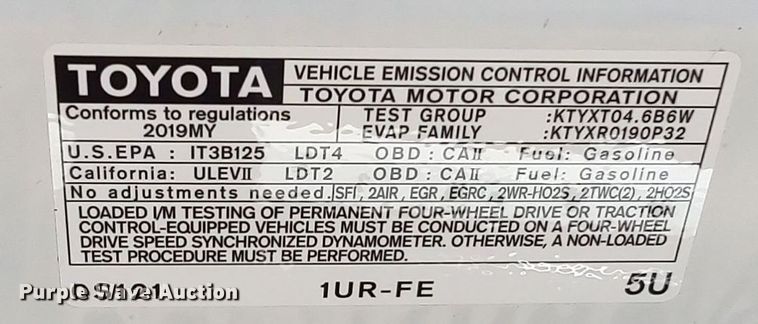 TOYOTA
VEHICLE EMISSION CONTROL INFORMATION
TOYOTA MOTOR CORPORATION
Conforms to regulations
2019MY
TEST GROUP :KTYXT04.6B6W
EVAP FAMILY :KTYXR0190P32
U.S.EPA : IT3B125 LDT4 OBD : CAII Fuel: Gasoline
California: ULEVII LDT2 OBD : CAII Fuel: Gasoline
No adjustments needed. SFI, 2AIR, EGR, EGRC, 2WR-HO2S, 2TWC(2), 2HO2S
LOADED I/M TESTING OF PERMANENT FOUR-WHEEL DRIVE OR TRACTION
CONTROL-EQUIPPED VEHICLES MUST BE CONDUCTED ON A FOUR-WHEEL
DRIVE SPEED SYNCHRONIZED DYNAMOMETER. OTHERWISE, A NON-LOADED
TEST PROCEDURE MUST BE PERFORMED.
1UR-FE 5U
Purple Wave Auction